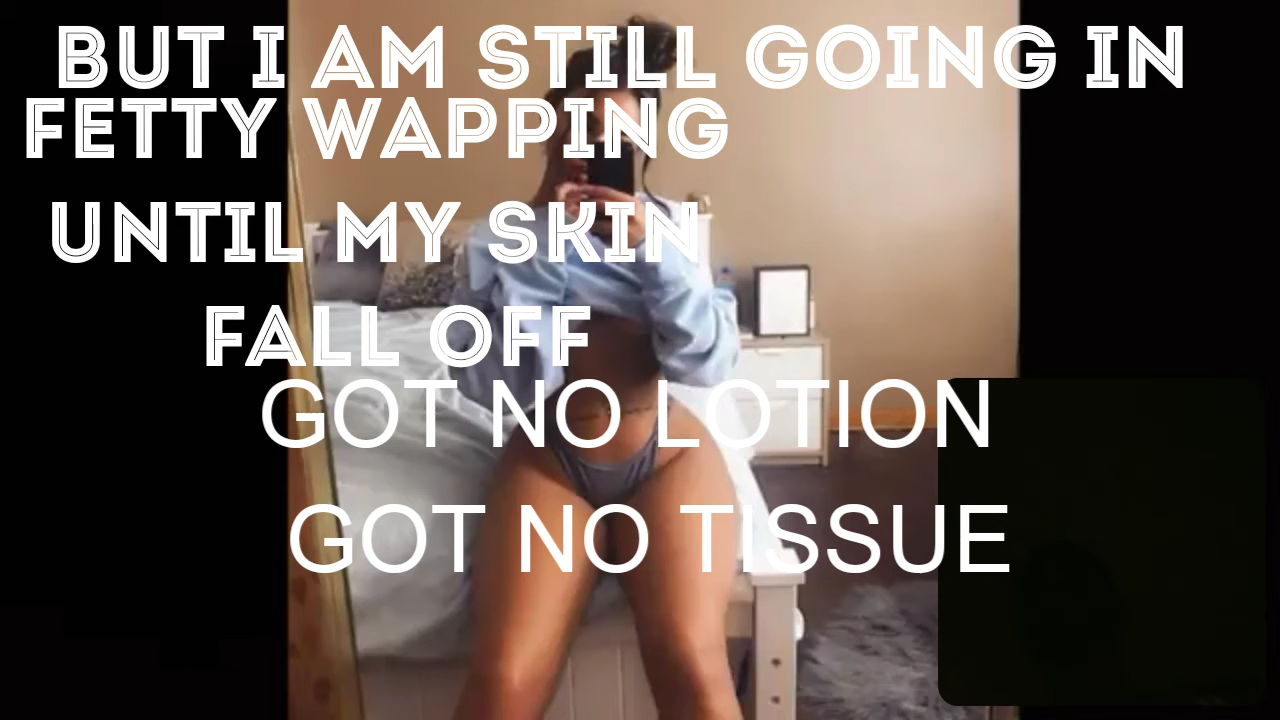 BUT I AM STILL GOING IN
FETTY WAPPING
UNTIL MY SKIN
FALL OFF
GOT NO LOTION
GOT NO TISSUE